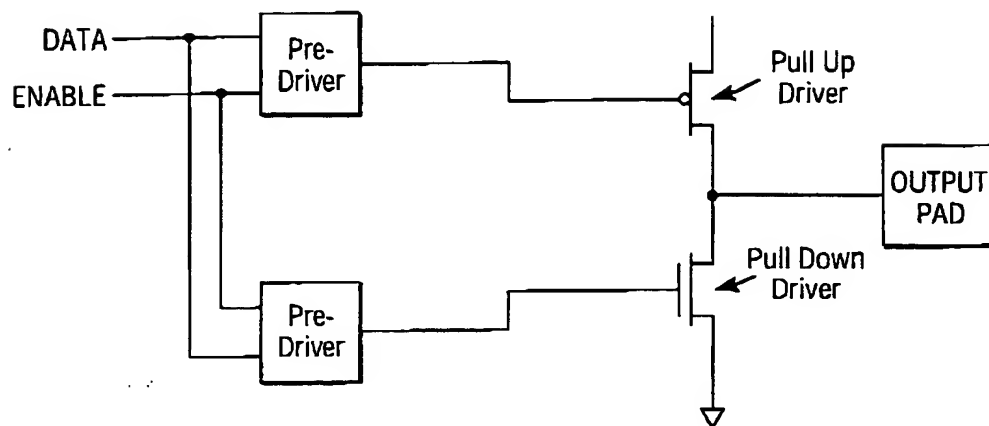 DATA
ENABLE
Pre-
Driver
Pull Up
Driver
OUTPUT
PAD
Pull Down
Driver
Pre-
Driver